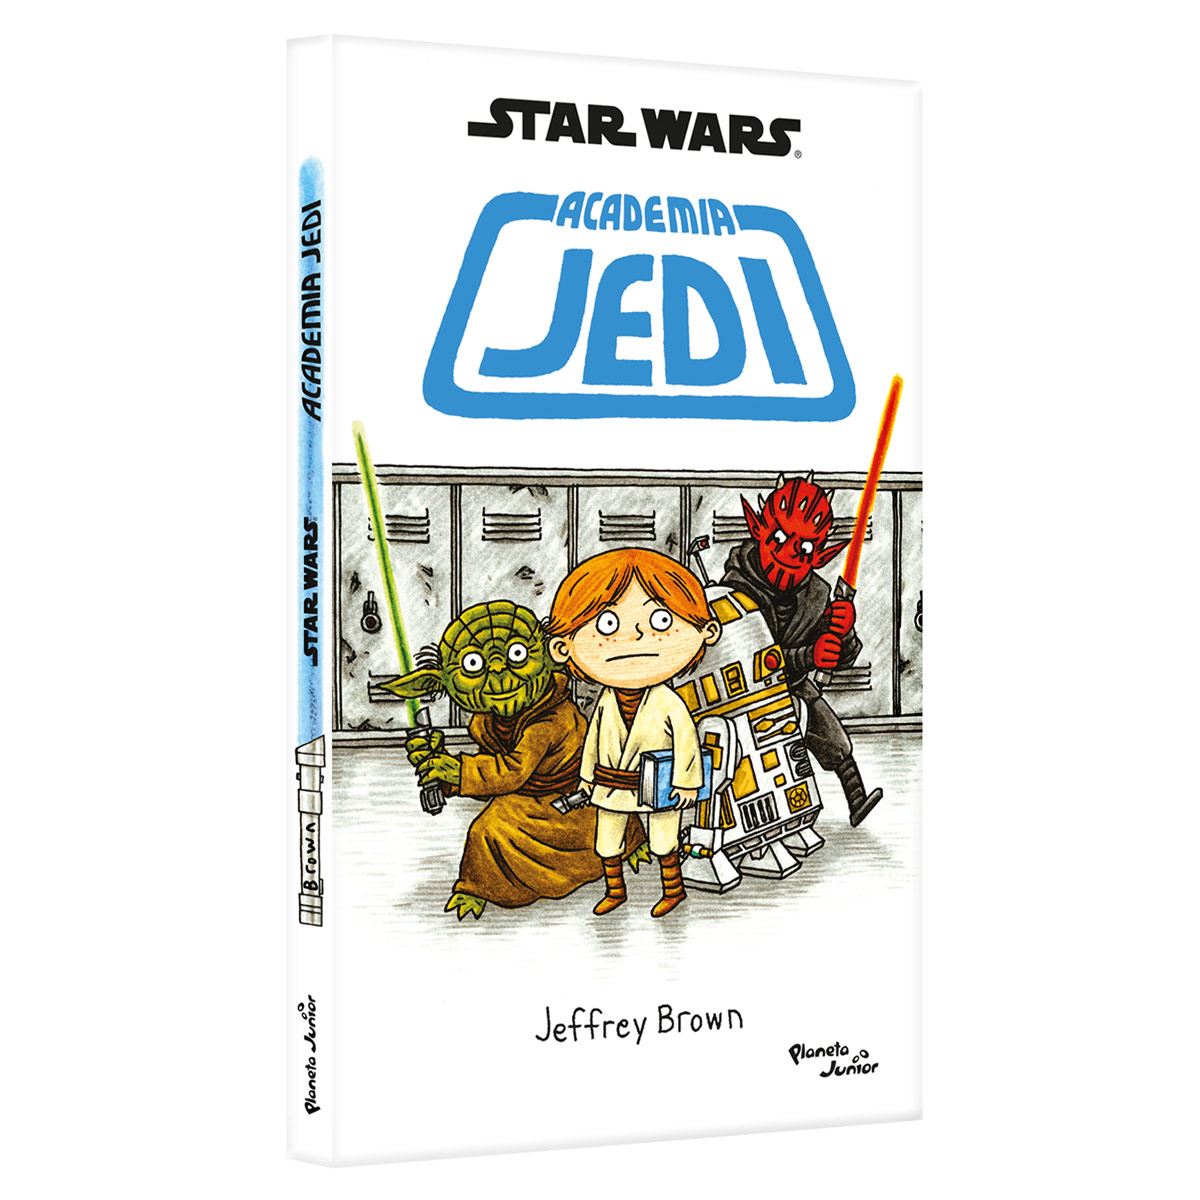 STAR WARS®
ACADEMIA
JEDI
Jeffrey Brown
Planeta
Junior
ACADEMIA JEDI
STAR WARS
Brown
Planeta Junior